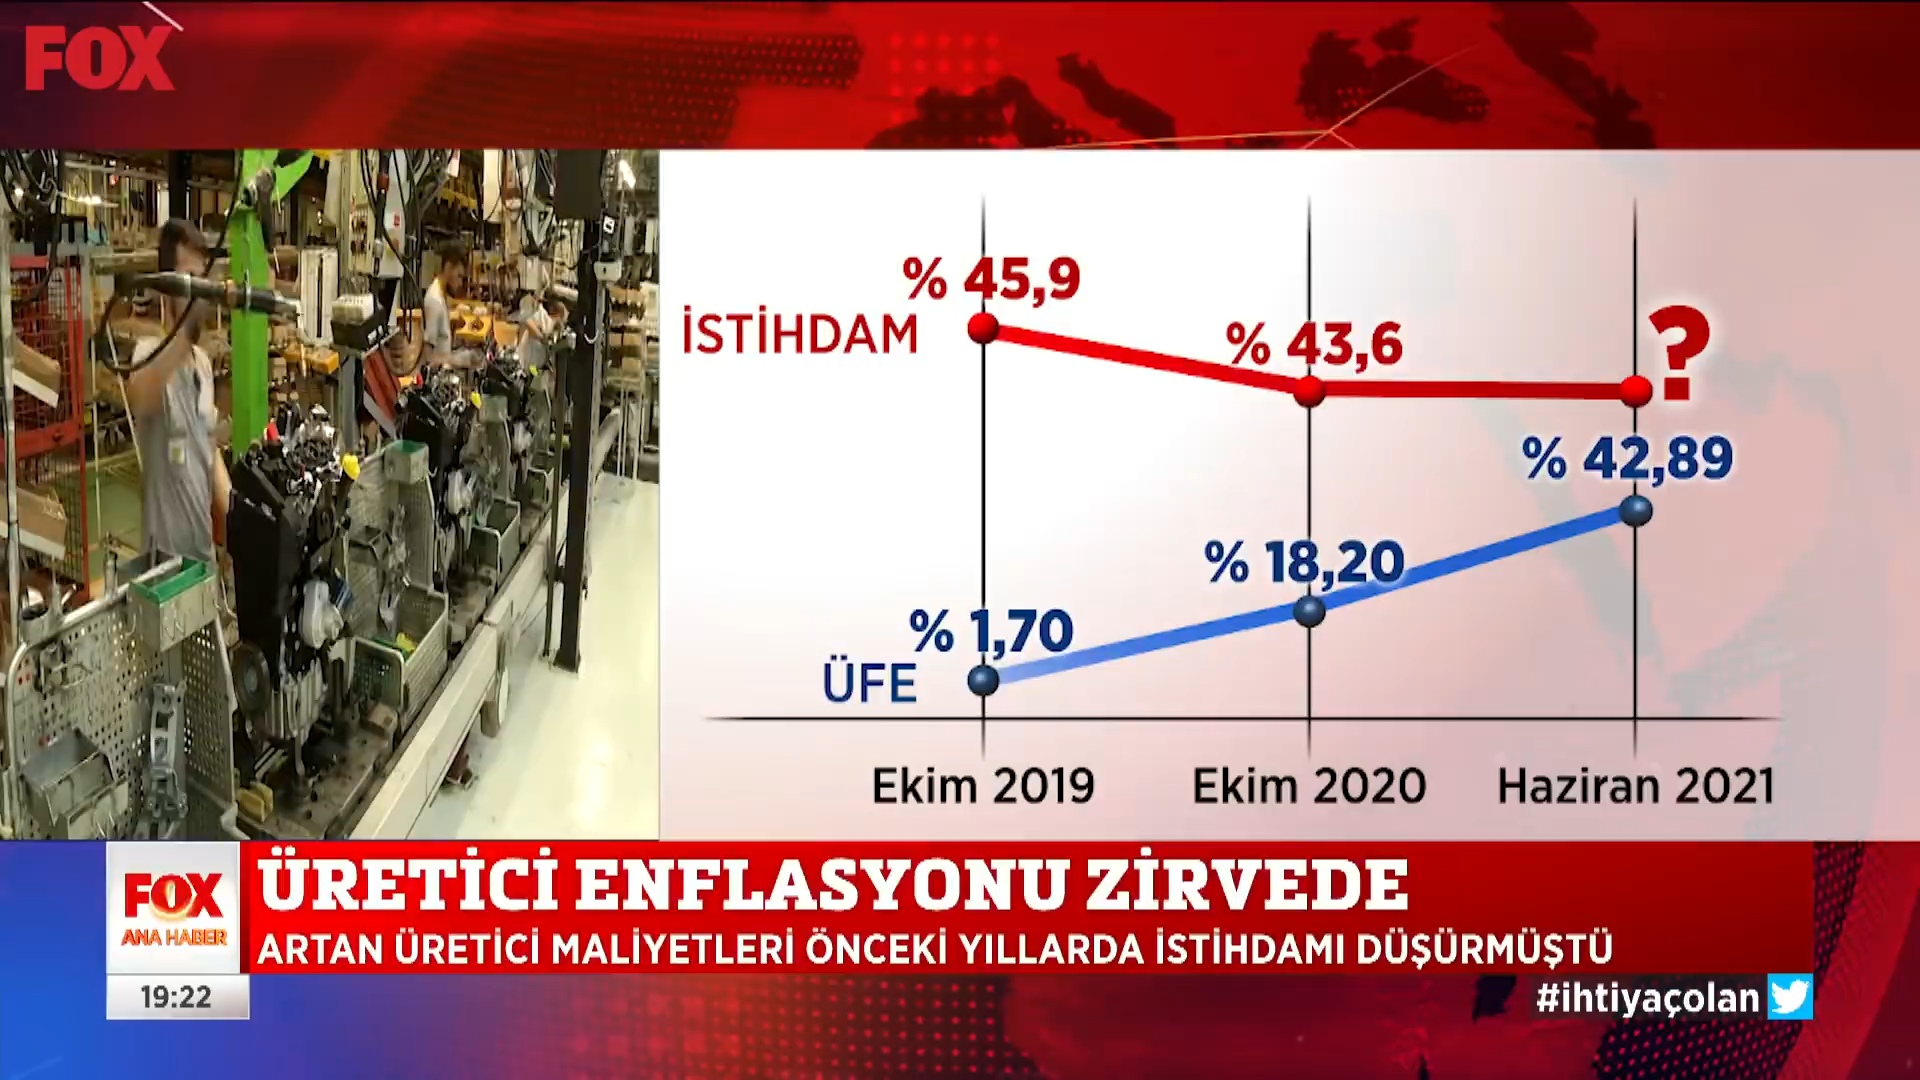 FOX
% 45,9
İSTİHDAM
% 43,6
?
% 42,89
% 18,20
% 1,70
ÜFE
Ekim 2019
Ekim 2020
Haziran 2021
FOX
ANA HABER
ÜRETİCİ ENFLASYONU ZİRVEDE
ARTAN ÜRETİCİ MALİYETLERİ ÖNCEKİ YILLARDA İSTİHDAMI DÜŞÜRMÜŞTÜ
19:22
#ihtiyaçolan